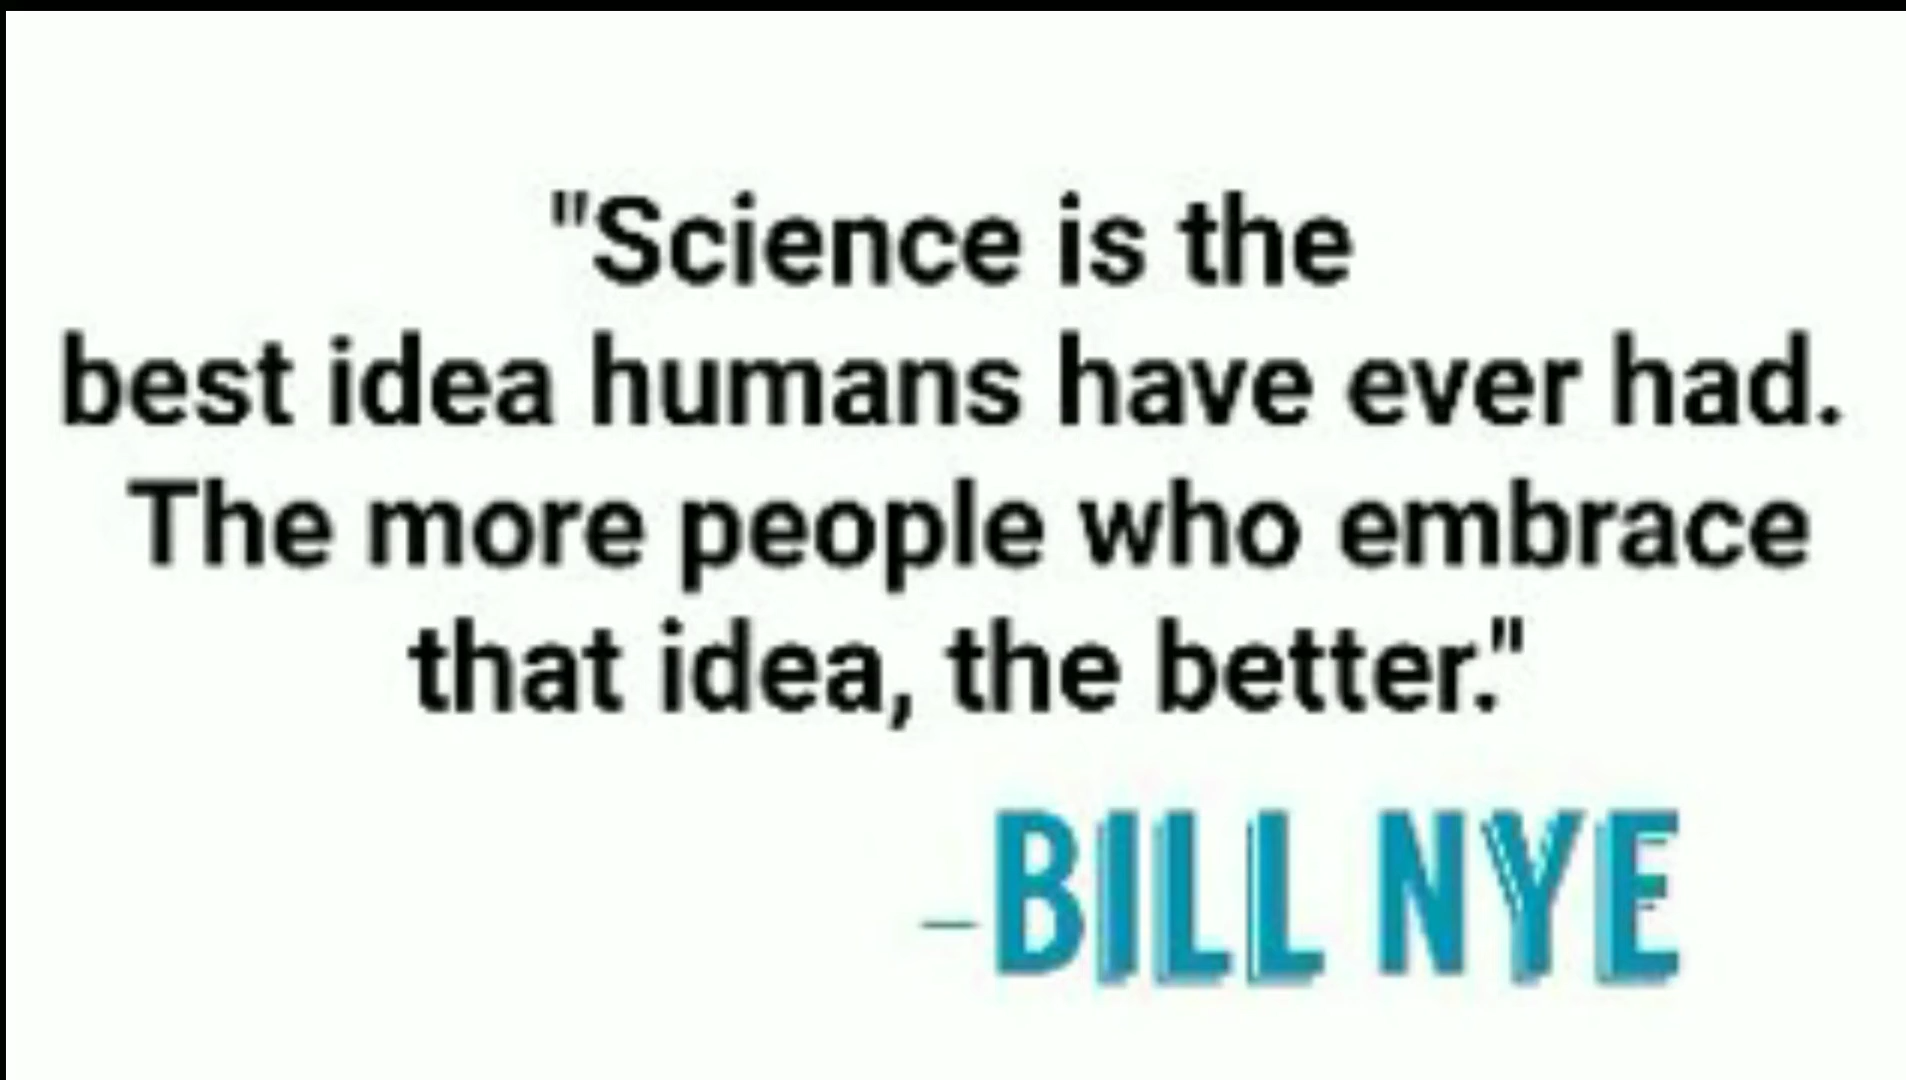 "Science is the
best idea humans have ever had.
The more people who embrace
that idea, the better."
–BILL NYE